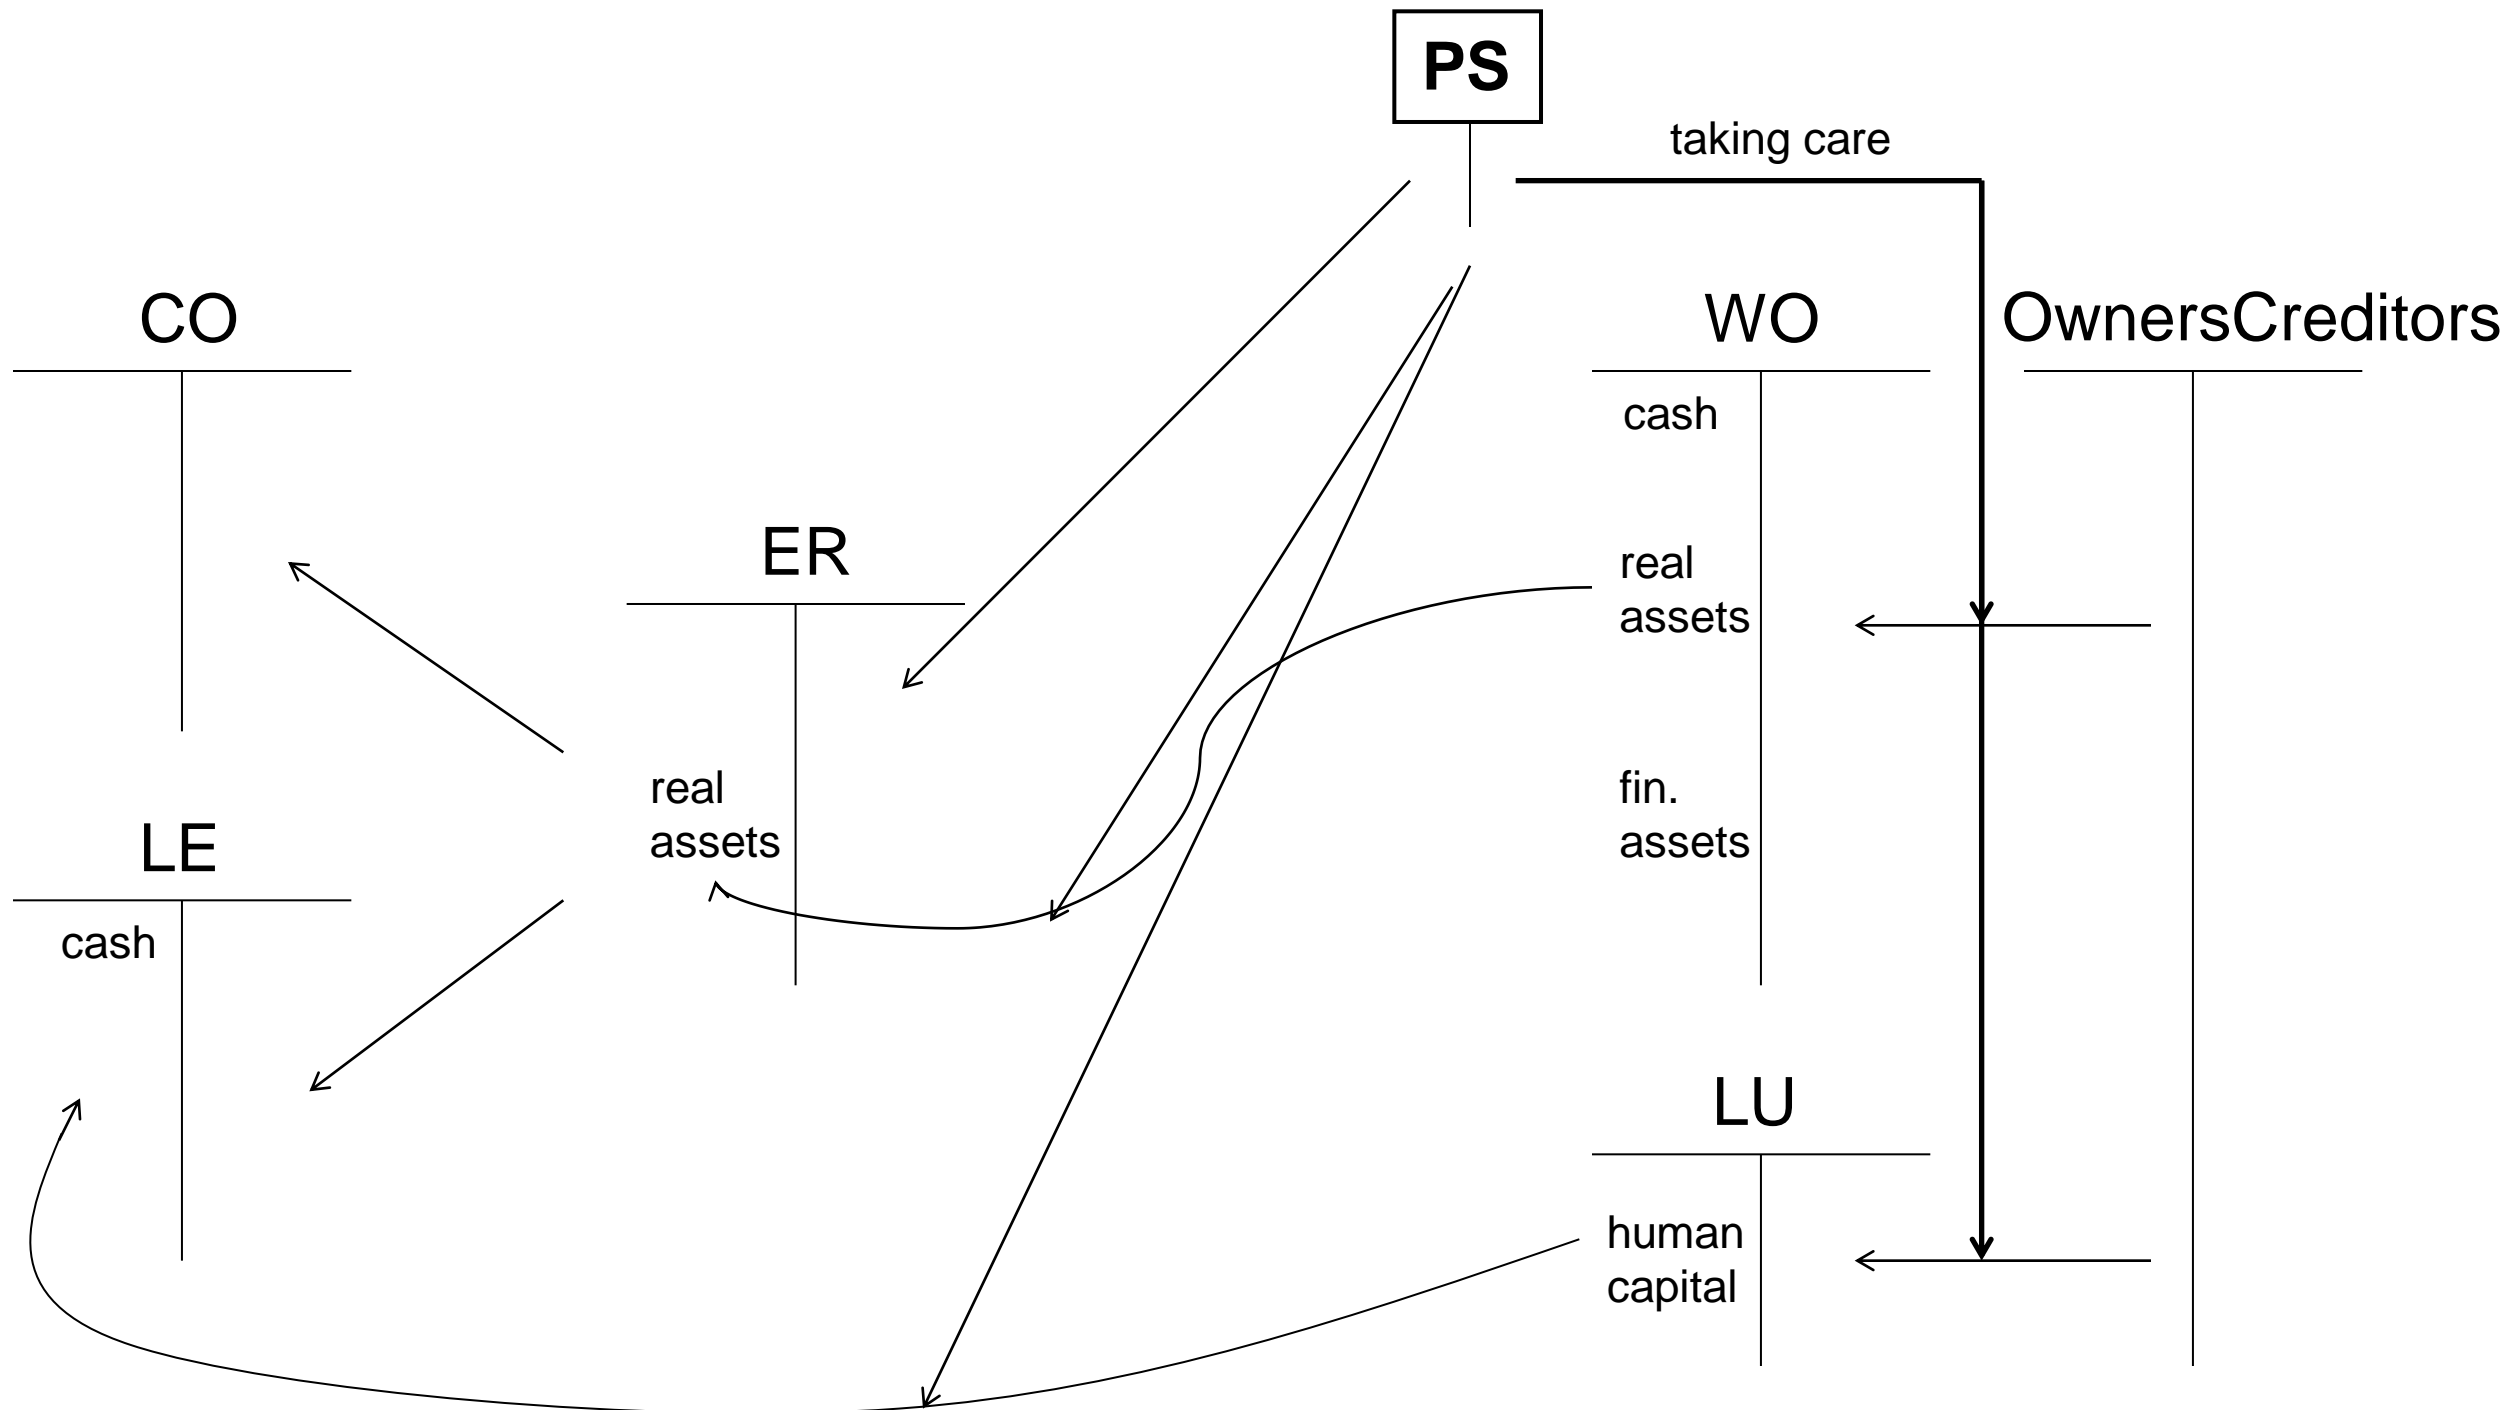 PS
taking care
CO
WO
OwnersCreditors
cash
ER
real
assets
real
assets
fin.
assets
LE
cash
LU
human
capital